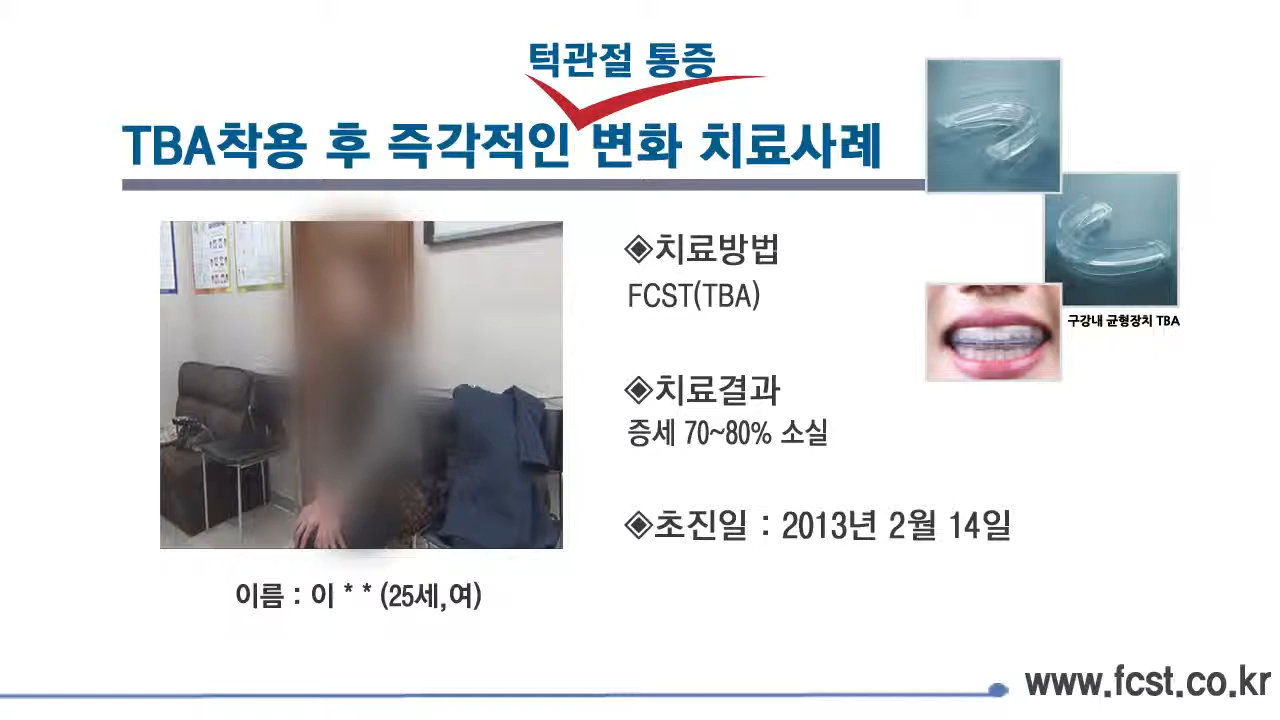 턱관절 통증
TBA착용 후 즉각적인 변화 치료사례
◈치료방법
FCST(TBA)
구강내 균형장치 TBA
◈치료결과
증세 70~80% 소실
◈초진일 : 2013년 2월 14일
이름 : 이 * * (25세,여)
www.fcst.co.kr